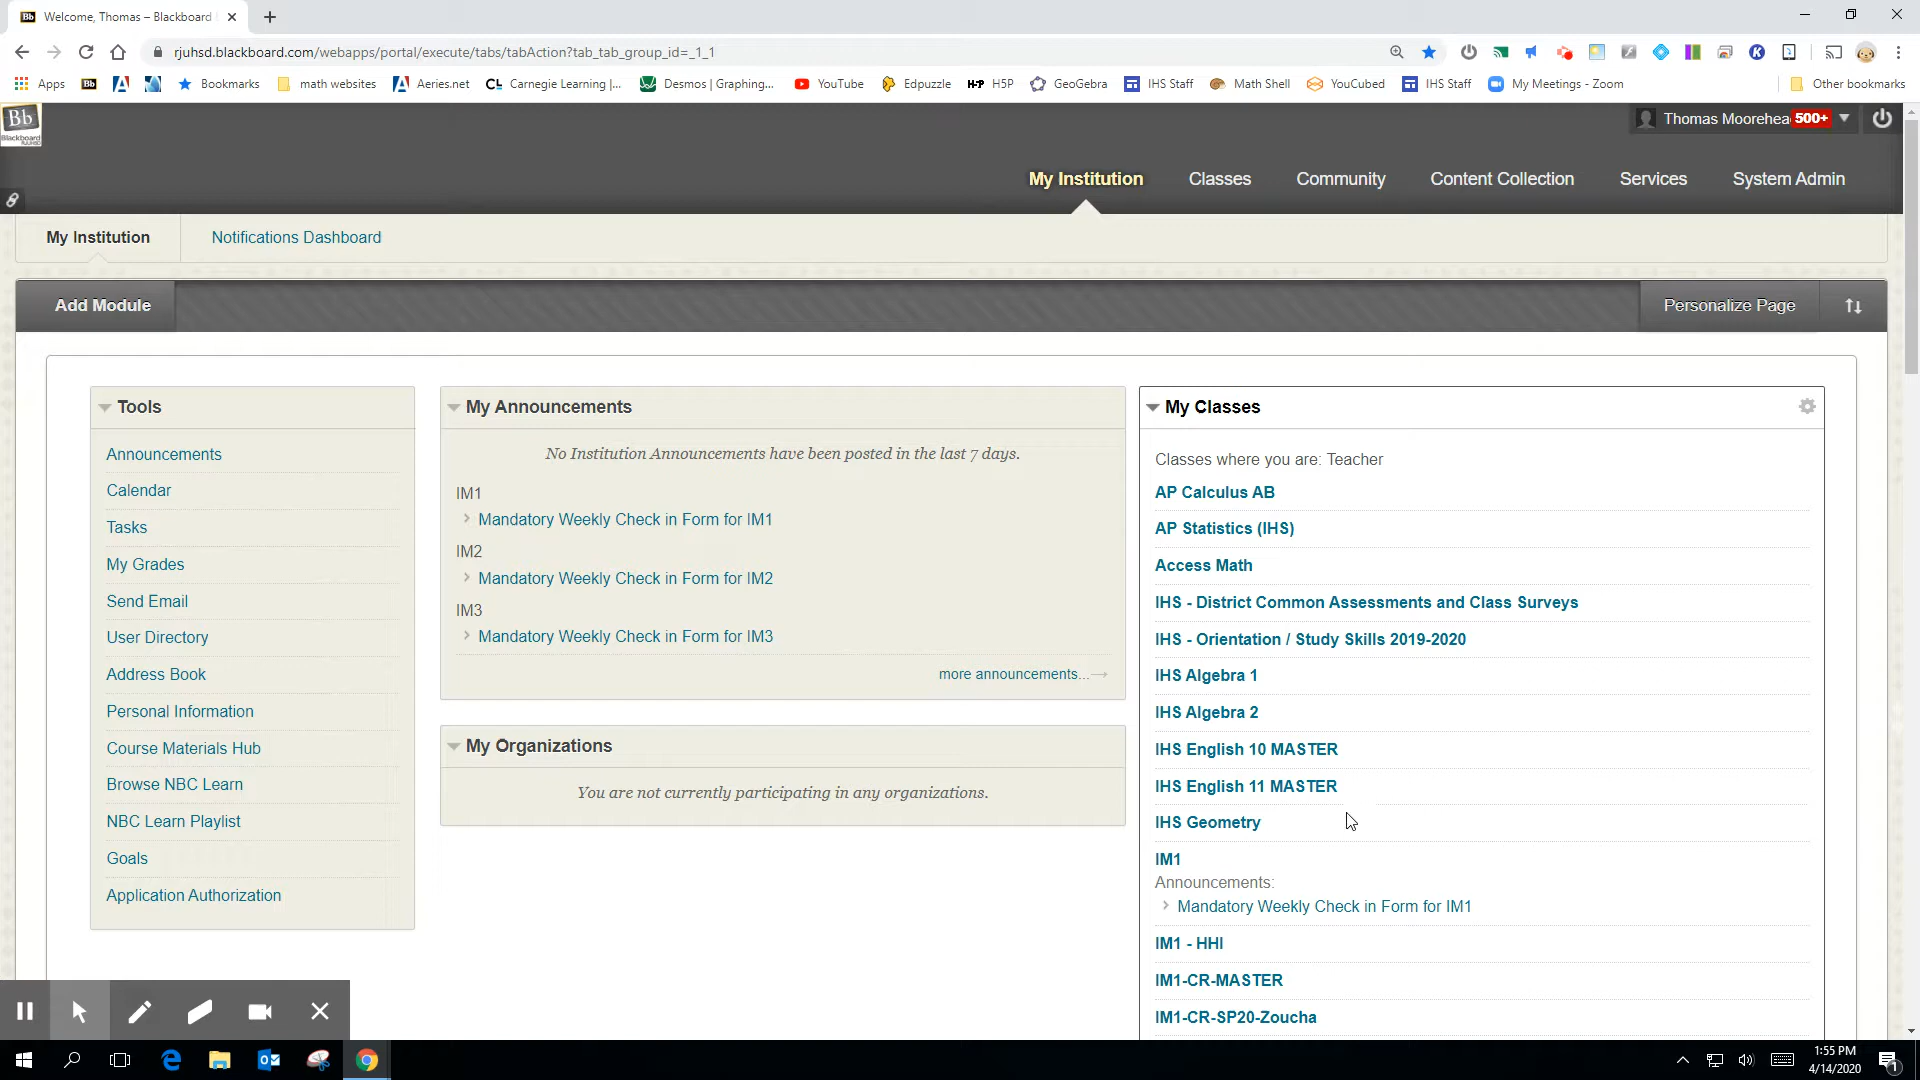 Welcome, Thomas – Blackboard
rjuhsd.blackboard.com/webapps/portal/execute/tabs/tabAction?tab_tab_group_id=_1_1
Apps
Bookmarks
math websites
Aeries.net
Carnegie Learning |...
Desmos | Graphing...
YouTube
Edpuzzle
H5P
GeoGebra
IHS Staff
Math Shell
YouCubed
IHS Staff
My Meetings - Zoom
Other bookmarks
Bb
Blackboard
Thomas Moorehea 500+
My Institution
Classes
Community
Content Collection
Services
System Admin
My Institution
Notifications Dashboard
Add Module
Personalize Page
Tools
Announcements
Calendar
Tasks
My Grades
Send Email
User Directory
Address Book
Personal Information
Course Materials Hub
Browse NBC Learn
NBC Learn Playlist
Goals
Application Authorization
My Announcements
No Institution Announcements have been posted in the last 7 days.
IM1
Mandatory Weekly Check in Form for IM1
IM2
Mandatory Weekly Check in Form for IM2
IM3
Mandatory Weekly Check in Form for IM3
more announcements...
My Organizations
You are not currently participating in any organizations.
My Classes
Classes where you are: Teacher
AP Calculus AB
AP Statistics (IHS)
Access Math
IHS - District Common Assessments and Class Surveys
IHS - Orientation / Study Skills 2019-2020
IHS Algebra 1
IHS Algebra 2
IHS English 10 MASTER
IHS English 11 MASTER
IHS Geometry
IM1
Announcements:
Mandatory Weekly Check in Form for IM1
IM1 - HHI
IM1-CR-MASTER
IM1-CR-SP20-Zoucha
1:55 PM
4/14/2020
1